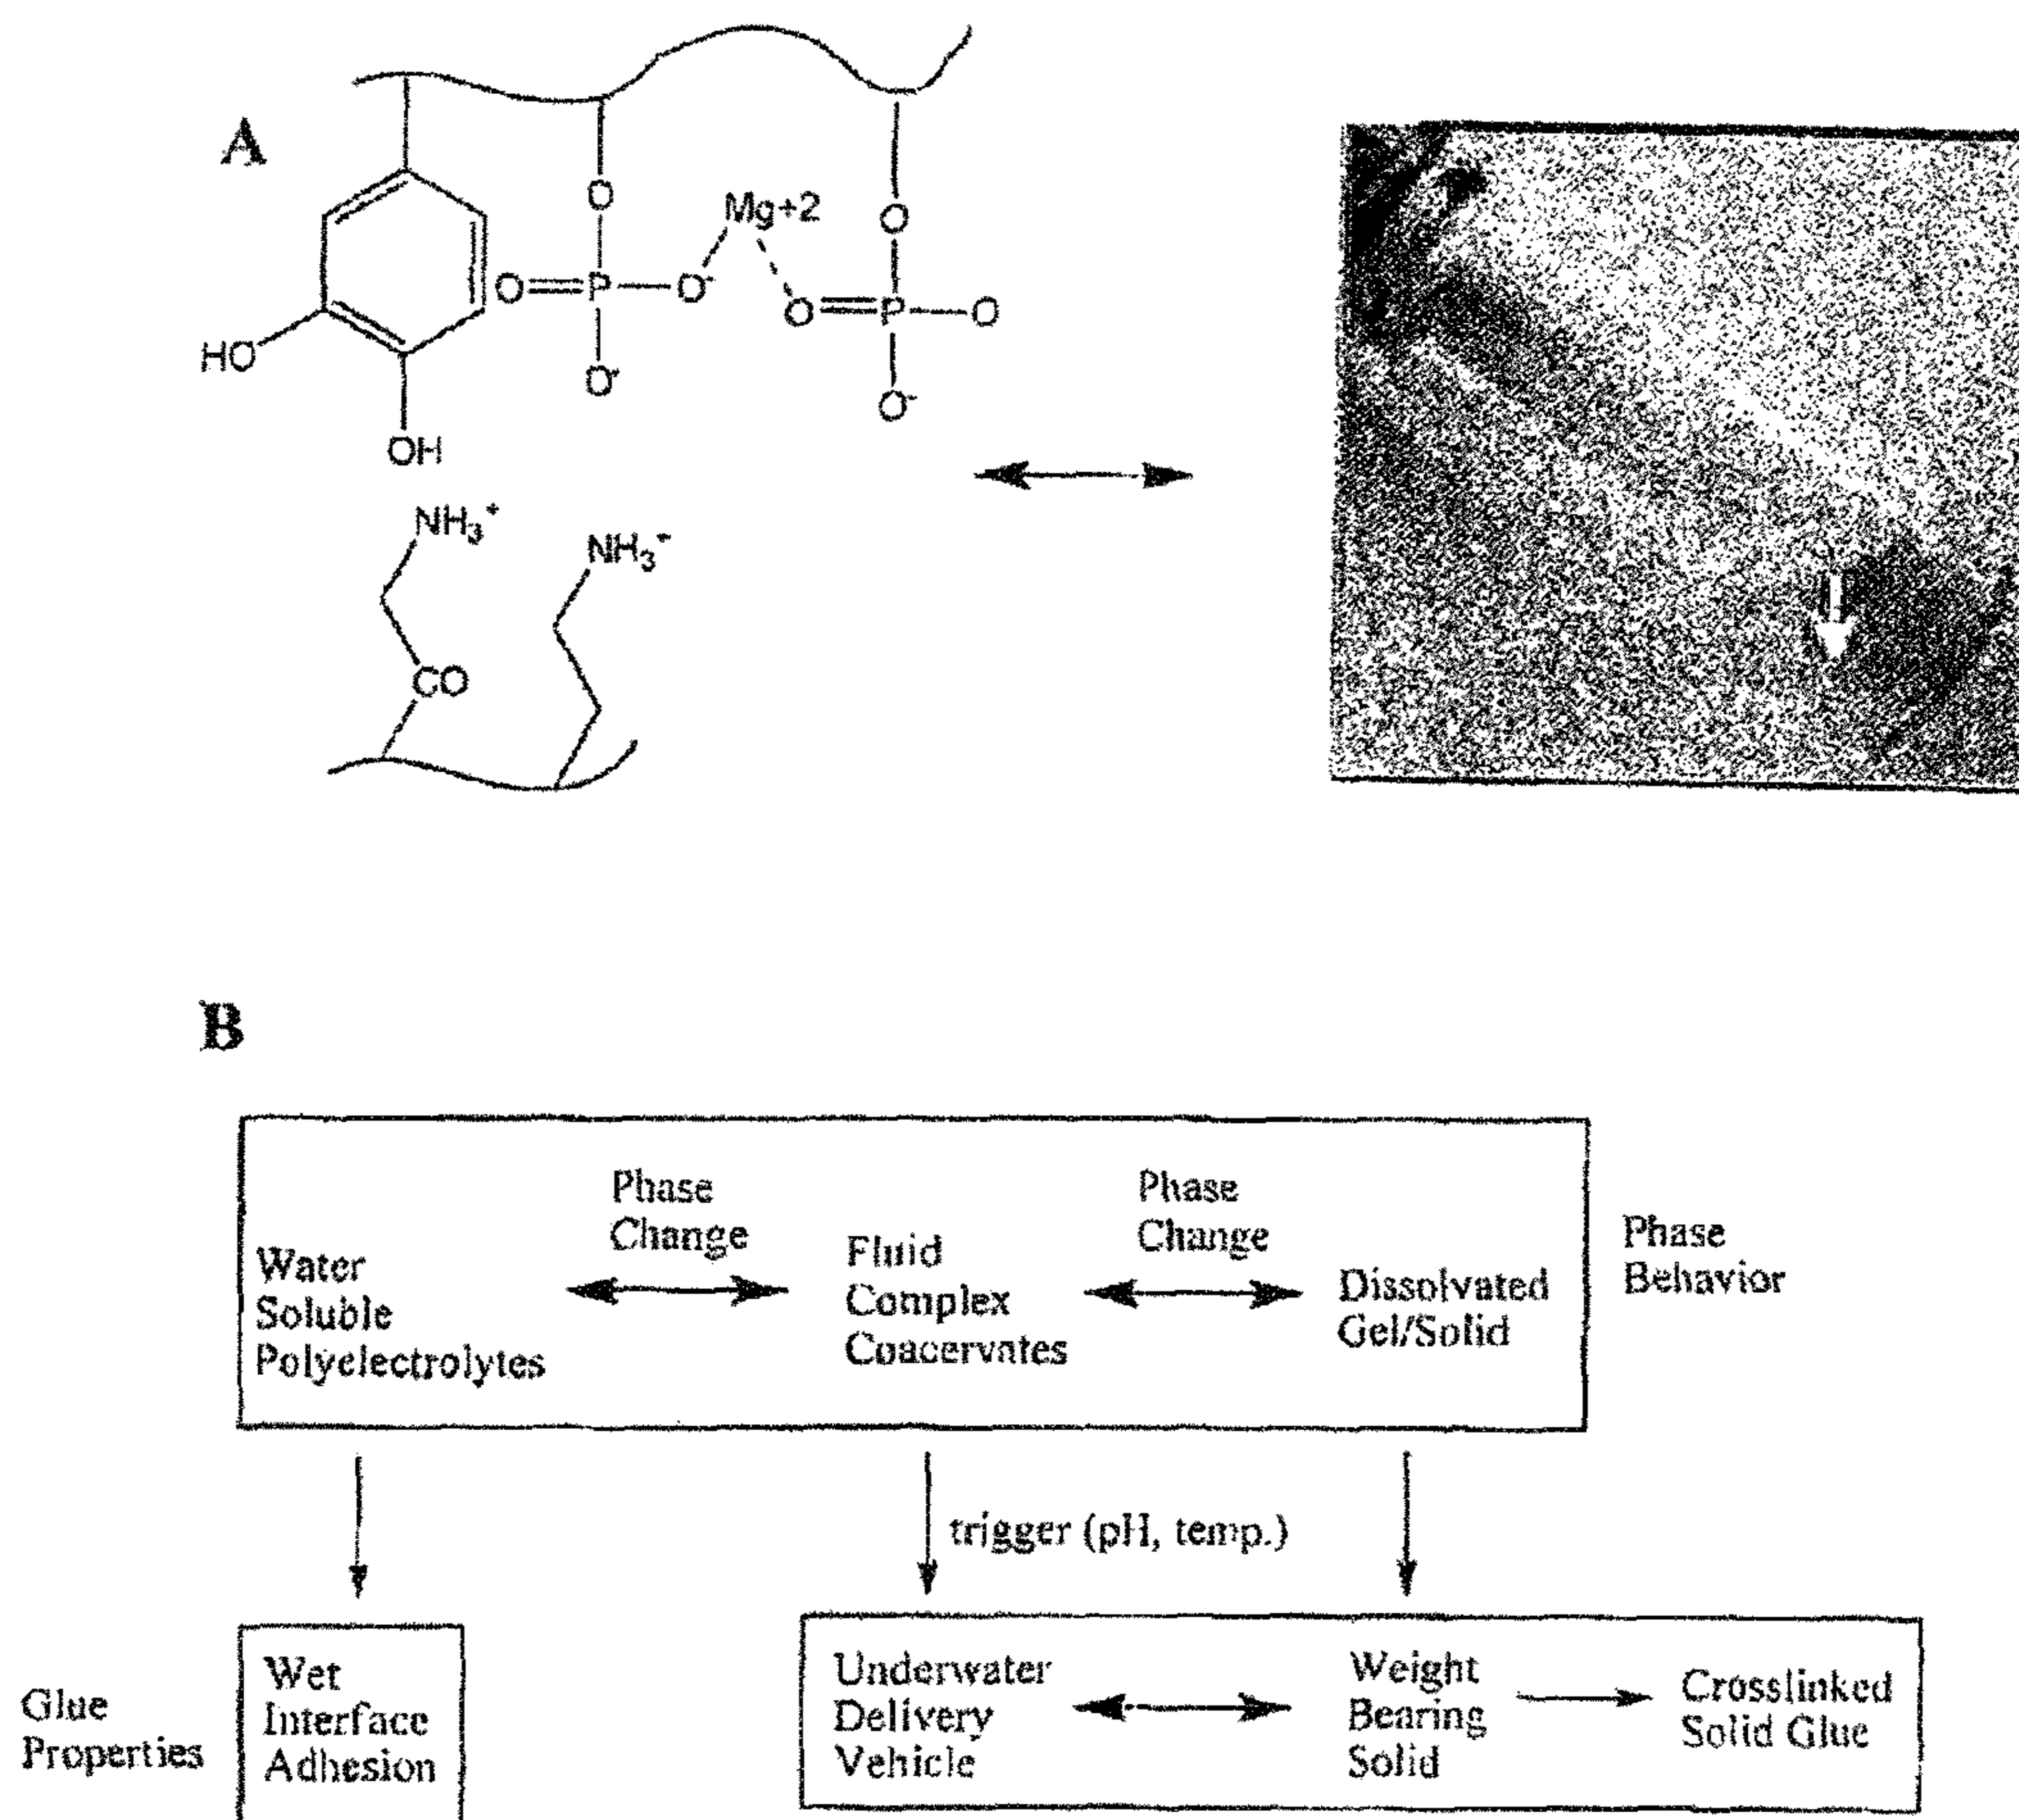 A
O
Mg+2
O
O
P
O-
O
P
O
HO
O-
O-
OH
NH3+
NH3+
CO
B
Phase
Change
Phase
Change
Water
Soluble
Polyelectrolytes
Fluid
Complex
Coacervates
Dissolvated
Gel/Solid
Phase
Behavior
trigger (pH, temp.)
Glue
Properties
Wet
Interface
Adhesion
Underwater
Delivery
Vehicle
Weight
Bearing
Solid
Crosslinked
Solid Glue